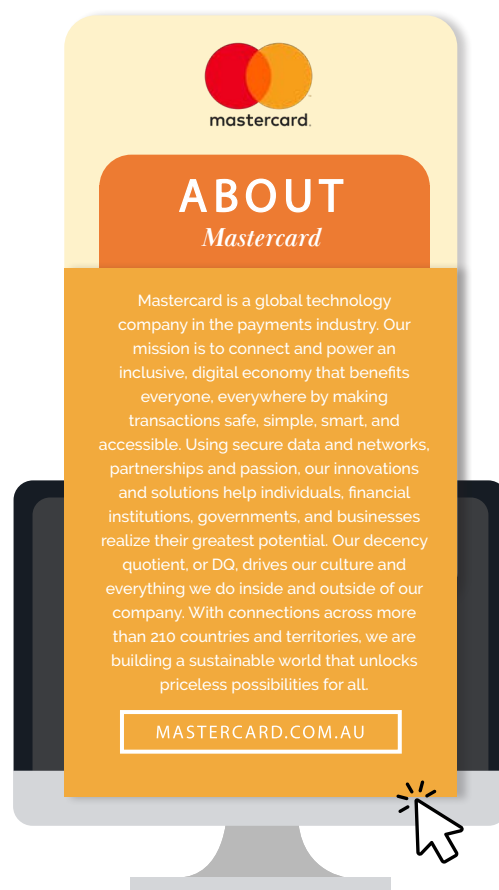 mastercard.
ABOUT
Mastercard
Mastercard is a global technology
company in the payments industry. Our
mission is to connect and power an
inclusive, digital economy that benefits
everyone, everywhere by making
transactions safe, simple, smart, and
accessible. Using secure data and networks,
partnerships and passion, our innovations
and solutions help individuals, financial
institutions, governments, and businesses
realize their greatest potential. Our decency
quotient, or DQ, drives our culture and
everything we do inside and outside of our
company. With connections across more
than 210 countries and territories, we are
building a sustainable world that unlocks
priceless possibilities for all.
MASTERCARD.COM.AU